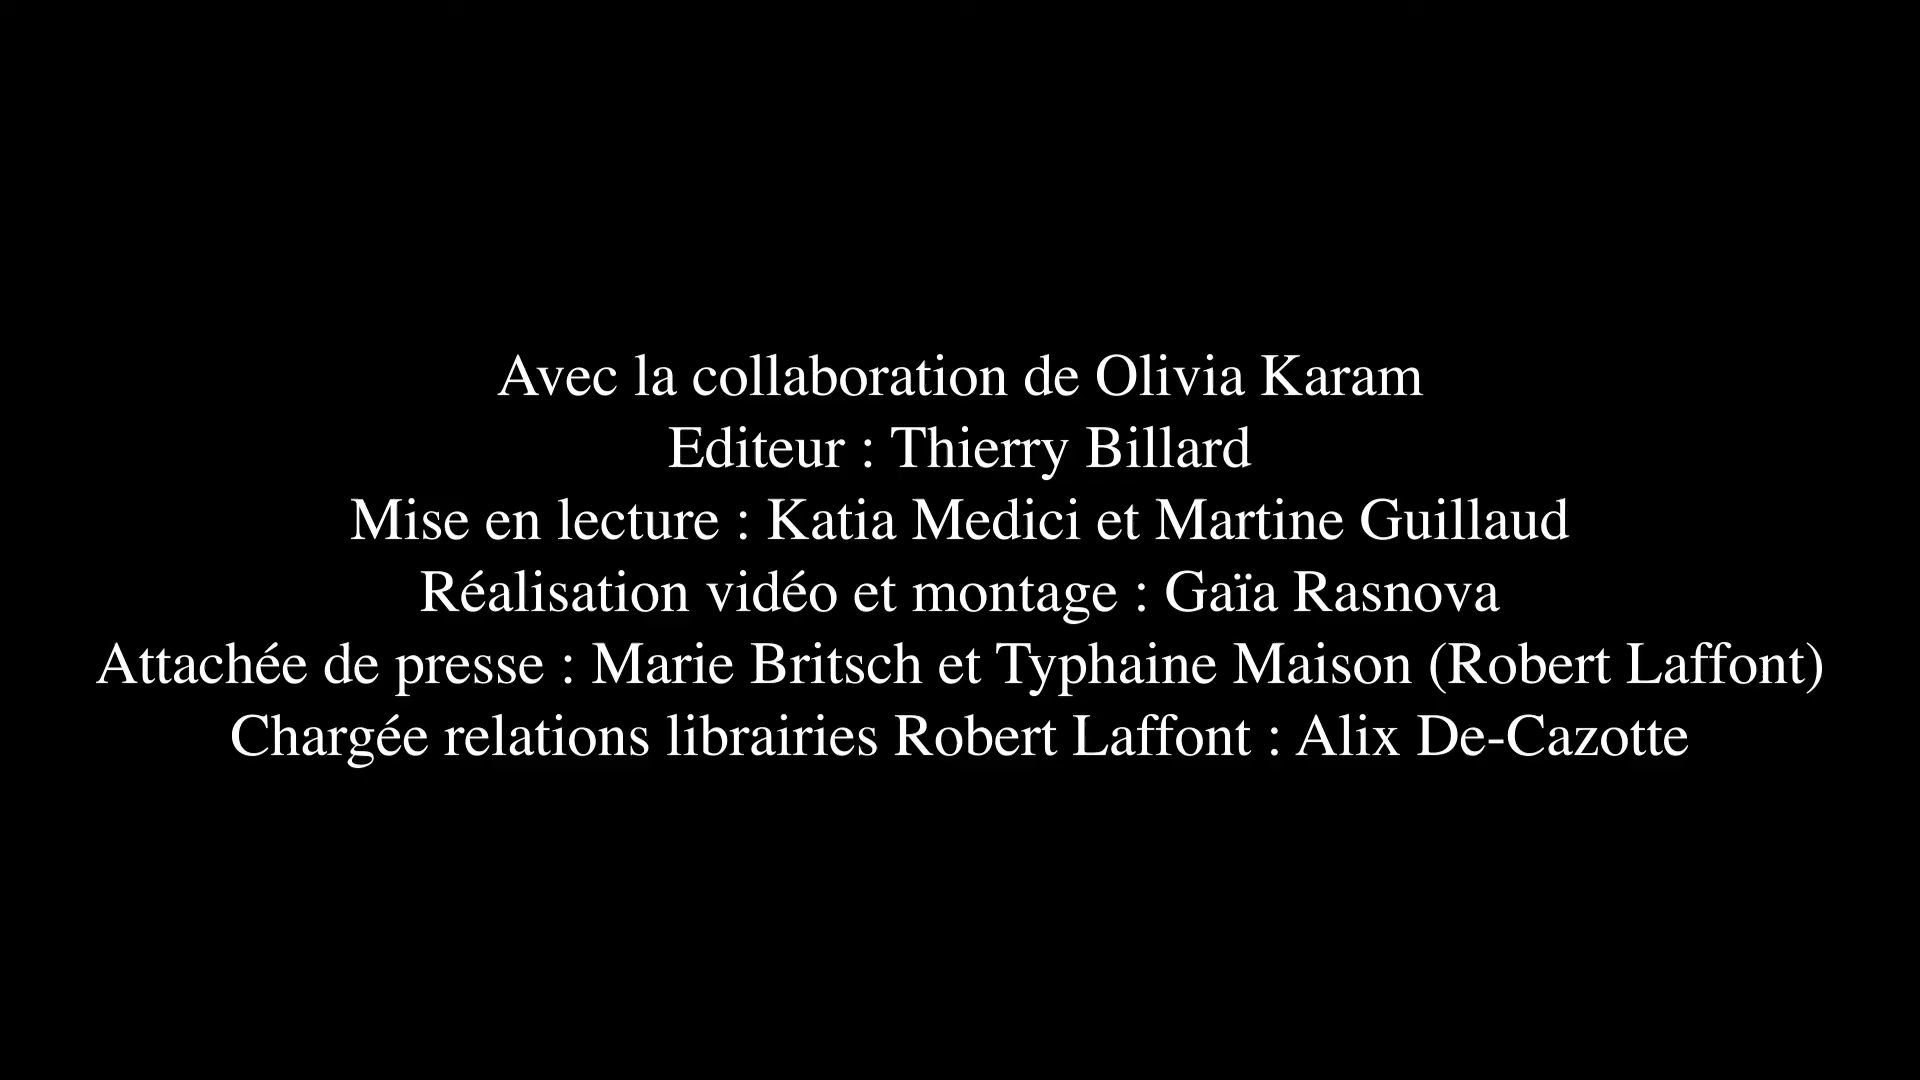 Avec la collaboration de Olivia Karam
Editeur : Thierry Billard
Mise en lecture : Katia Medici et Martine Guillaud
Réalisation vidéo et montage : Gaïa Rasnova
Attachée de presse : Marie Britsch et Typhaine Maison (Robert Laffont)
Chargée relations librairies Robert Laffont : Alix De-Cazotte